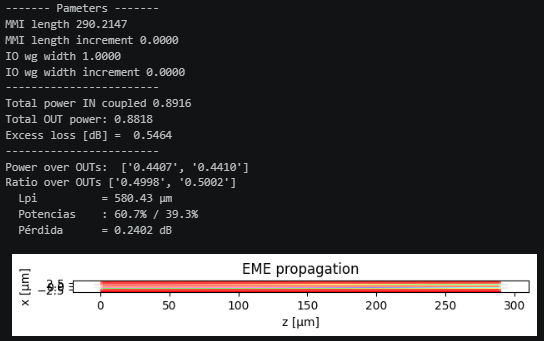 ------- Pameters -------
MMI length 290.2147
MMI length increment 0.0000
IO wg width 1.0000
IO wg width increment 0.0000
------------------------
Total power IN coupled 0.8916
Total OUT power: 0.8818
Excess loss [dB] =  0.5464
------------------------
Power over OUTs:  ['0.4407', '0.4410']
Ratio over OUTs ['0.4998', '0.5002']
  Lpi          = 580.43 µm
  Potencias    : 60.7% / 39.3%
  Pérdida      = 0.2402 dB
EME propagation
x [µm]
0 50 100 150 200 250 300
z [µm]